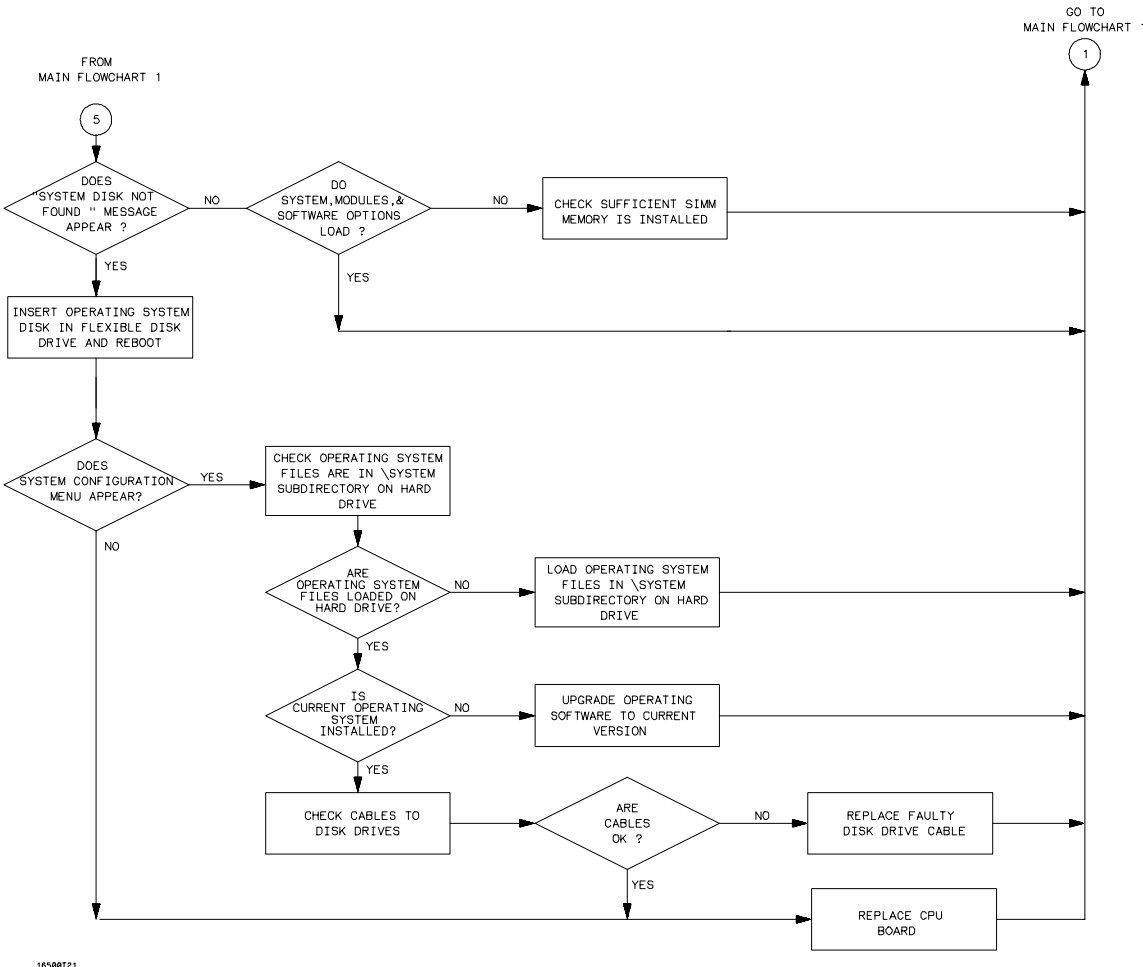 GO TO
MAIN FLOWCHART 1
1
FROM
MAIN FLOWCHART 1
5
DOES
"SYSTEM DISK NOT
FOUND " MESSAGE
APPEAR ?
NO
DO
SYSTEM,MODULES,&
SOFTWARE OPTIONS
LOAD ?
NO
CHECK SUFFICIENT SIMM
MEMORY IS INSTALLED
YES
YES
INSERT OPERATING SYSTEM
DISK IN FLEXIBLE DISK
DRIVE AND REBOOT
DOES
SYSTEM CONFIGURATION
MENU APPEAR?
YES
CHECK OPERATING SYSTEM
FILES ARE IN \SYSTEM
SUBDIRECTORY ON HARD
DRIVE
NO
ARE
OPERATING SYSTEM
FILES LOADED ON
HARD DRIVE?
NO
LOAD OPERATING SYSTEM
FILES IN \SYSTEM
SUBDIRECTORY ON HARD
DRIVE
YES
IS
CURRENT OPERATING
SYSTEM
INSTALLED?
NO
UPGRADE OPERATING
SOFTWARE TO CURRENT
VERSION
YES
CHECK CABLES TO
DISK DRIVES
ARE
CABLES
OK ?
NO
REPLACE FAULTY
DISK DRIVE CABLE
YES
REPLACE CPU
BOARD
16500T21